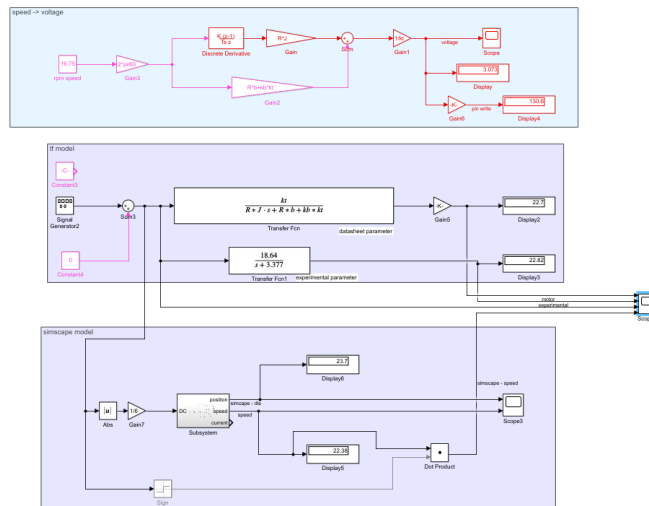 speed -> voltage
K (z-1)
Ts z
Discrete Derivative
R*J
Gain
Sum
1/kt
Gain1
voltage
Scope
19.75
rpm speed
2*pi/60
Gain3
R*b+kb*kt
Gain2
3.073
Display
-K-
Gain6
pin write
130.6
Display4
tf model
-C-
Constant3
Signal
Generator2
Sum3
kt
R * J · s + R * b + kb * kt
Transfer Fcn
datasheet parameter
-K-
Gain5
22.7
Display2
0
Constant4
18.64
s + 3.377
Transfer Fcn1
experimental parameter
22.82
Display3
motor
experimental
simscape model
23.7
Display6
simscape - speed
|u|
Abs
1/6
Gain7
DC
position
speed
current
Subsystem
simcape - dis
speed
Scope3
22.38
Display5
Dot Product
Sign